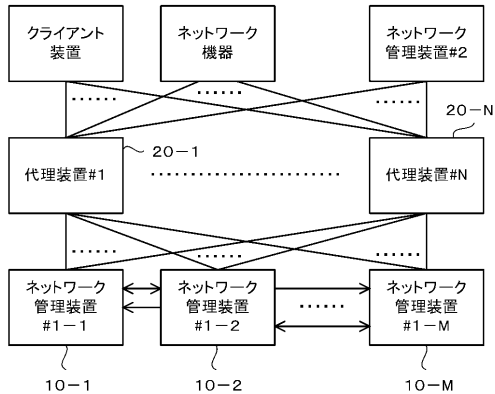 クライアント
装置
ネットワーク
機器
ネットワーク
管理装置#2
……
……
……
20-1
20-N
代理装置#1
代理装置#N
……
……
……
ネットワーク
管理装置
#1-1
ネットワーク
管理装置
#1-2
……
ネットワーク
管理装置
#1-M
10-1
10-2
10-M